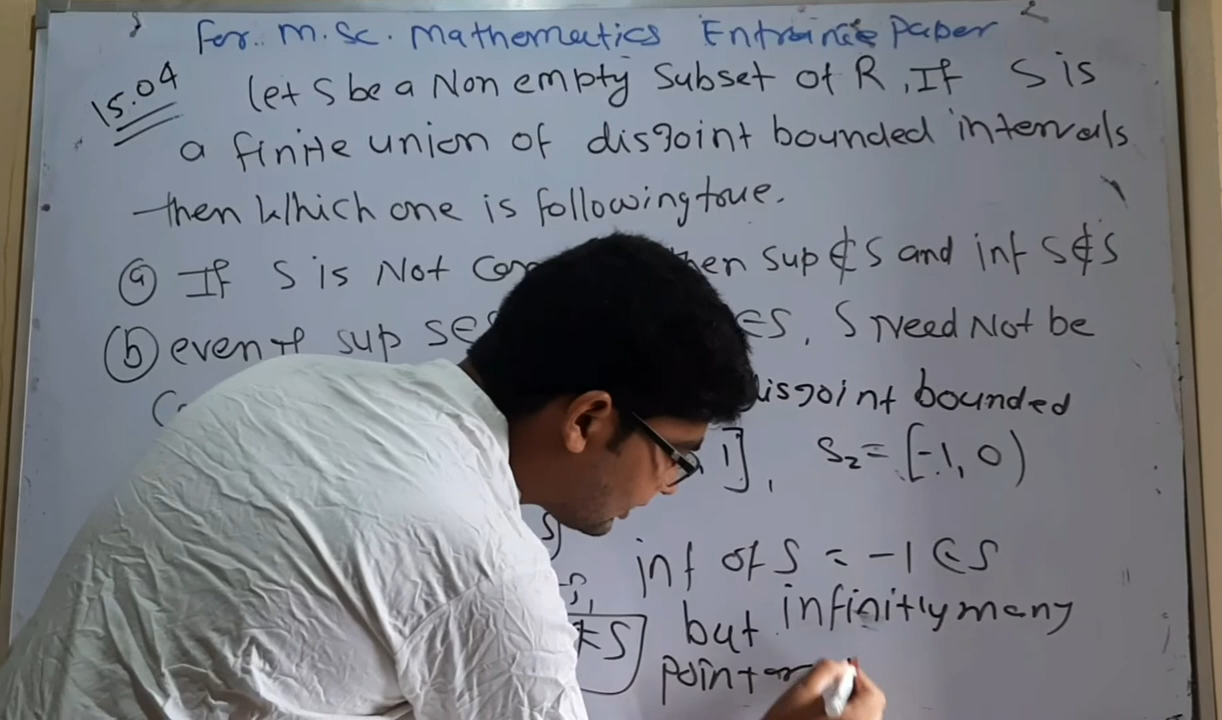 For.. M.Sc. Mathematics Entrance Paper
15.04
Let S be a Non empty Subset of R, If S is
a finite union of disjoint bounded intervals
then Which one is following true.
(a) If S is Not then sup ∉ S and inf S ∉ S
(b) even if sup S ∈ S ∈ S, S Need Not be
disjoint bounded
1], S₂ = [-1, 0)
inf of S = -1 ∈ S
but infinitly many
point